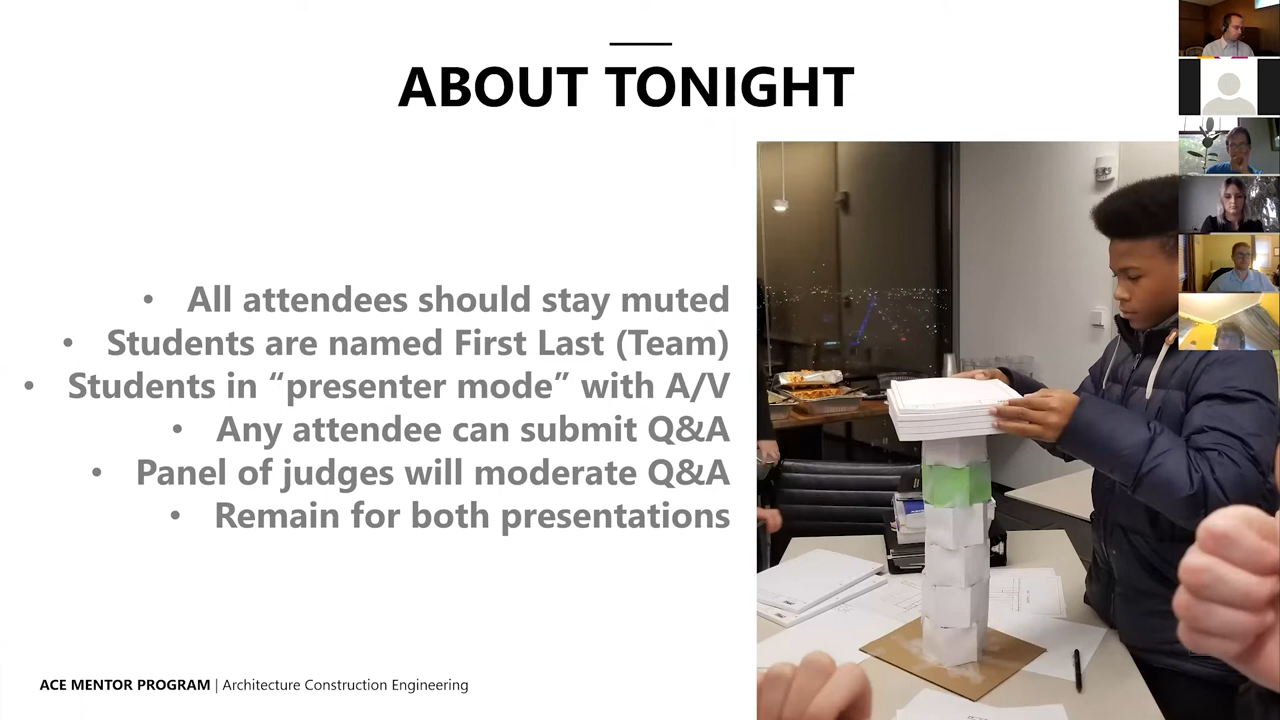 ABOUT TONIGHT
• All attendees should stay muted
• Students are named First Last (Team)
• Students in “presenter mode” with A/V
• Any attendee can submit Q&A
• Panel of judges will moderate Q&A
• Remain for both presentations
ACE MENTOR PROGRAM | Architecture Construction Engineering